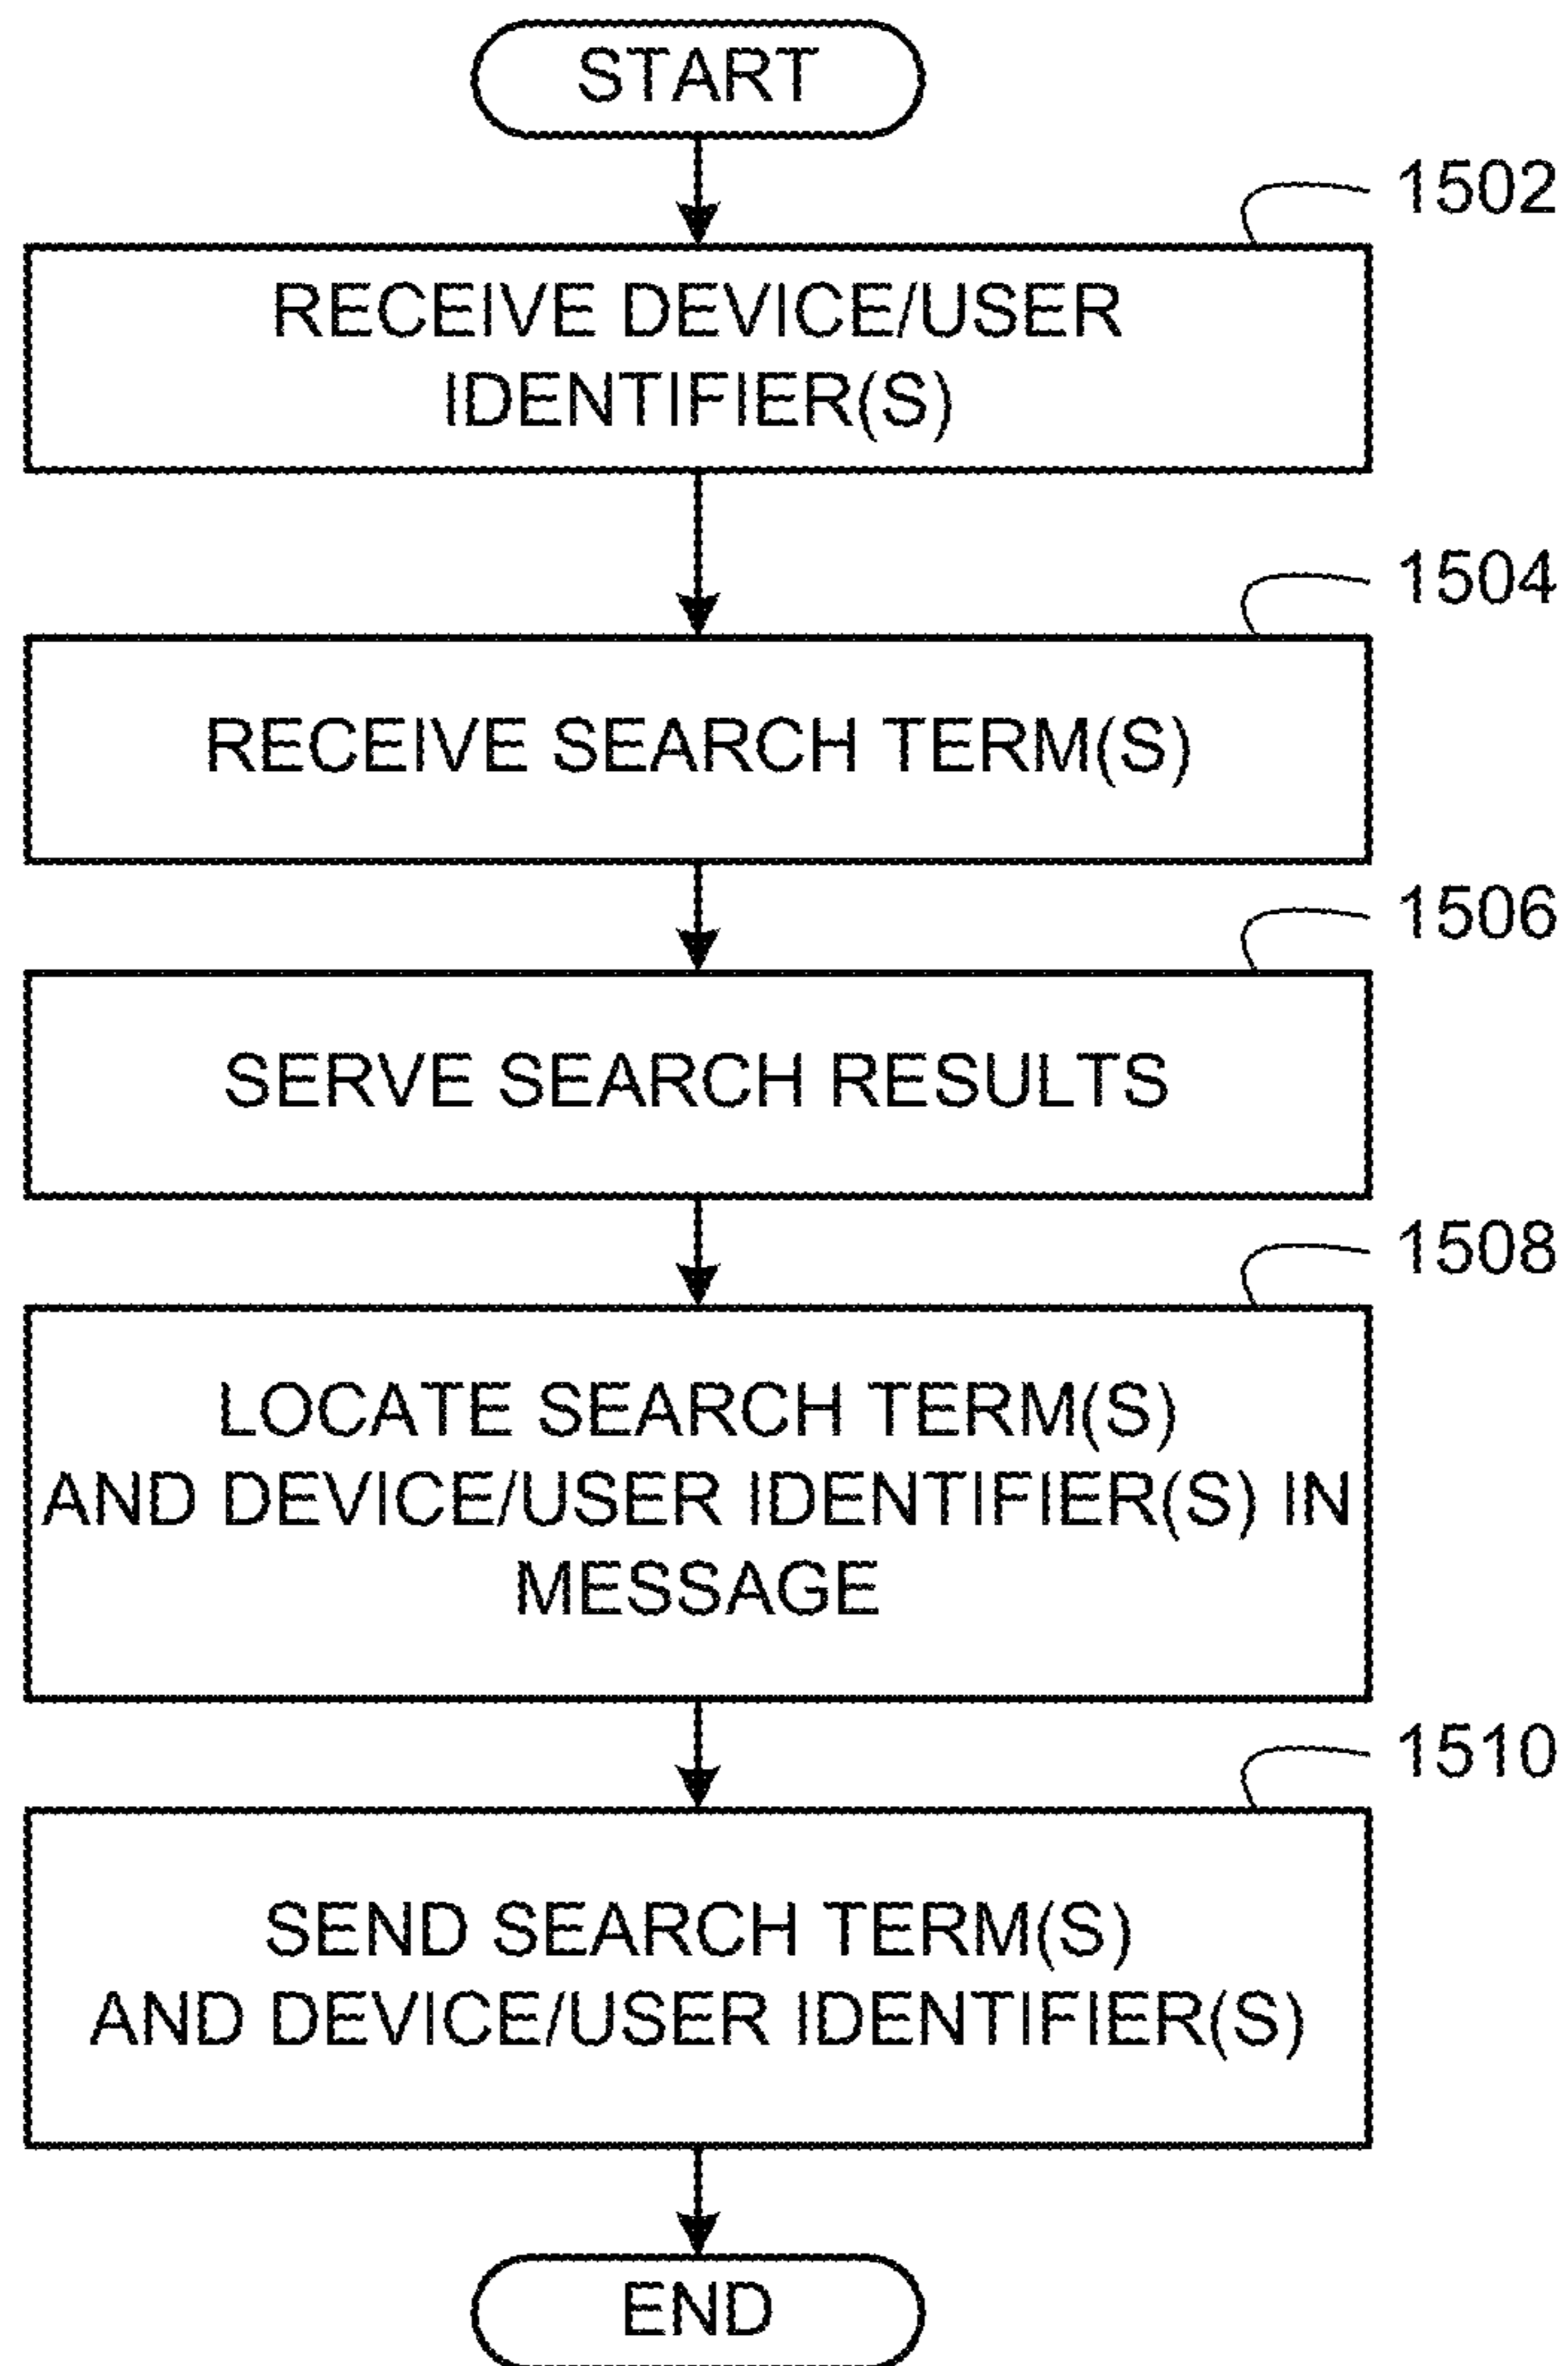 START
1502
RECEIVE DEVICE/USER
IDENTIFIER(S)
1504
RECEIVE SEARCH TERM(S)
1506
SERVE SEARCH RESULTS
1508
LOCATE SEARCH TERM(S)
AND DEVICE/USER IDENTIFIER(S) IN
MESSAGE
1510
SEND SEARCH TERM(S)
AND DEVICE/USER IDENTIFIER(S)
END